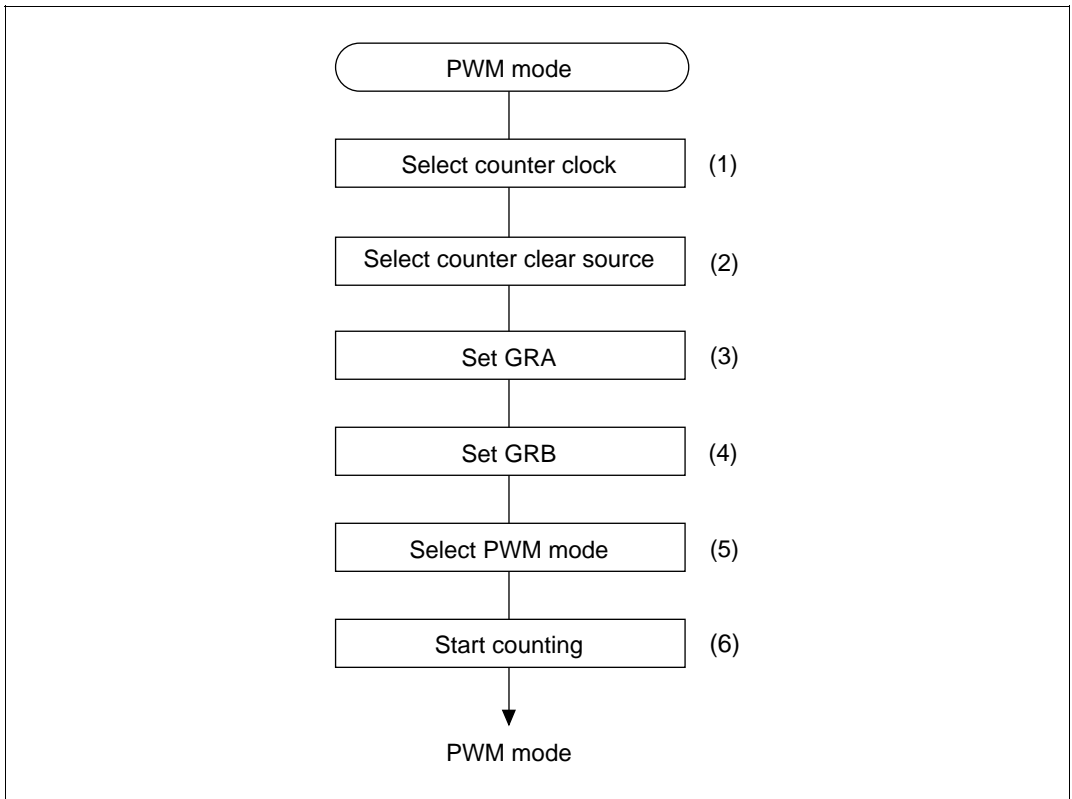 PWM mode
Select counter clock (1)
Select counter clear source (2)
Set GRA (3)
Set GRB (4)
Select PWM mode (5)
Start counting (6)
PWM mode